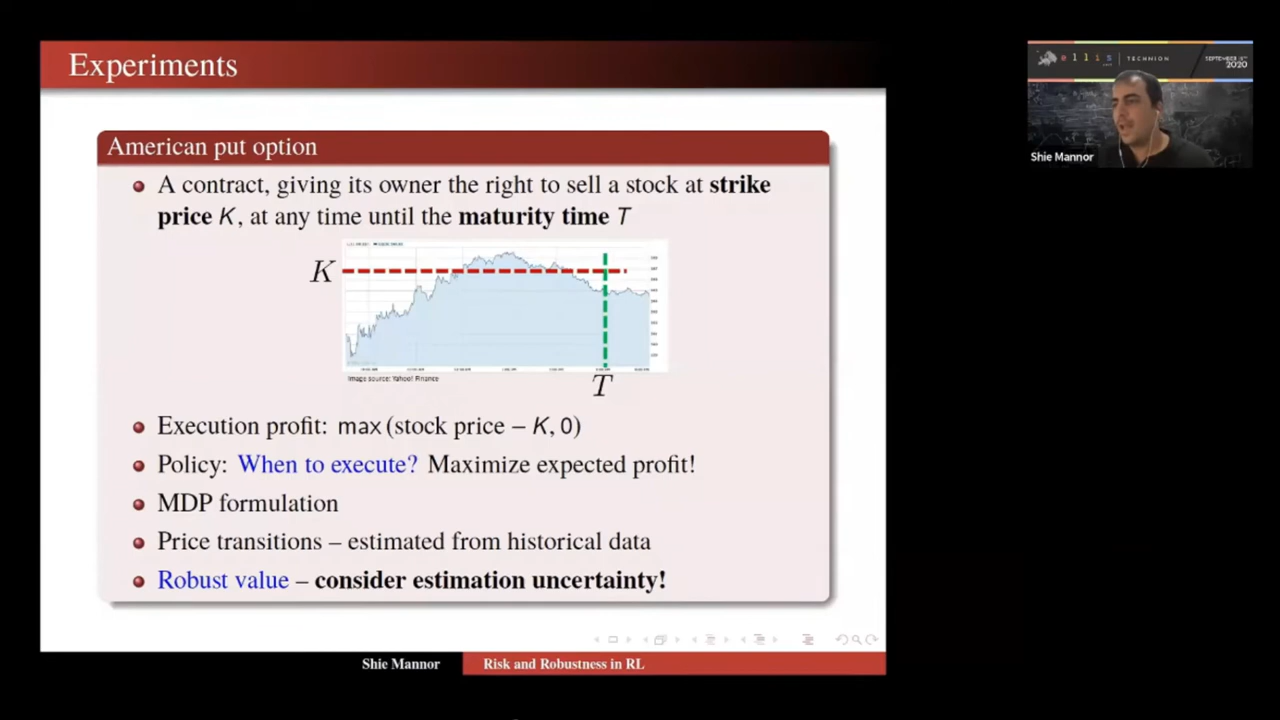 Experiments
American put option
A contract, giving its owner the right to sell a stock at strike
price K, at any time until the maturity time T
K
Image source: Yahoo! Finance
T
Execution profit: max (stock price – K, 0)
Policy: When to execute? Maximize expected profit!
MDP formulation
Price transitions – estimated from historical data
Robust value – consider estimation uncertainty!
Shie Mannor
Risk and Robustness in RL
ellis
TECHNION
2020
Shie Mannor